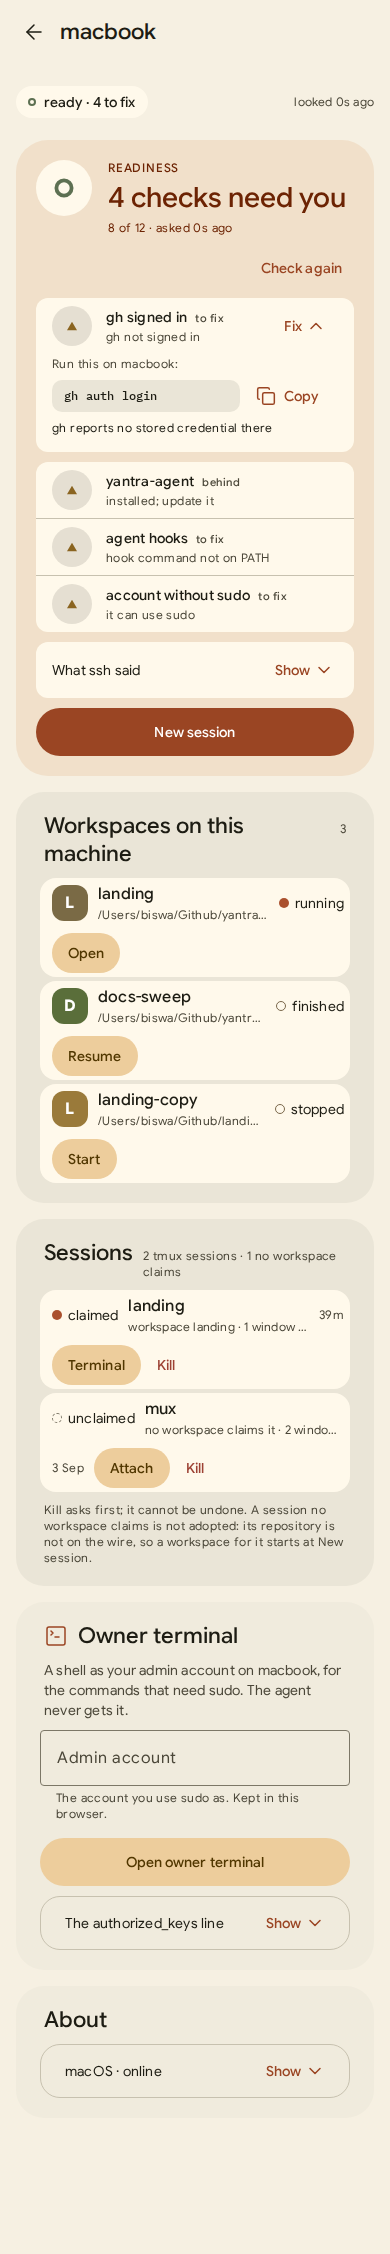 macbook
ready · 4 to fix
looked 0s ago
READINESS
4 checks need you
8 of 12 · asked 0s ago
Check again
gh signed in to fix
gh not signed in
Fix
Run this on macbook:
gh auth login
Copy
gh reports no stored credential there
yantra-agent behind
installed; update it
agent hooks to fix
hook command not on PATH
account without sudo to fix
it can use sudo
What ssh said
Show
New session
Workspaces on this
machine
3
L
landing
/Users/biswa/Github/yantra...
running
Open
D
docs-sweep
/Users/biswa/Github/yantr...
finished
Resume
L
landing-copy
/Users/biswa/Github/landi...
stopped
Start
Sessions
2 tmux sessions · 1 no workspace
claims
claimed
landing
workspace landing · 1 window ...
39m
Terminal
Kill
unclaimed
mux
no workspace claims it · 2 windo...
3 Sep
Attach
Kill
Kill asks first; it cannot be undone. A session no
workspace claims is not adopted: its repository is
not on the wire, so a workspace for it starts at New
session.
Owner terminal
A shell as your admin account on macbook, for
the commands that need sudo. The agent
never gets it.
Admin account
The account you use sudo as. Kept in this
browser.
Open owner terminal
The authorized_keys line
Show
About
macOS · online
Show